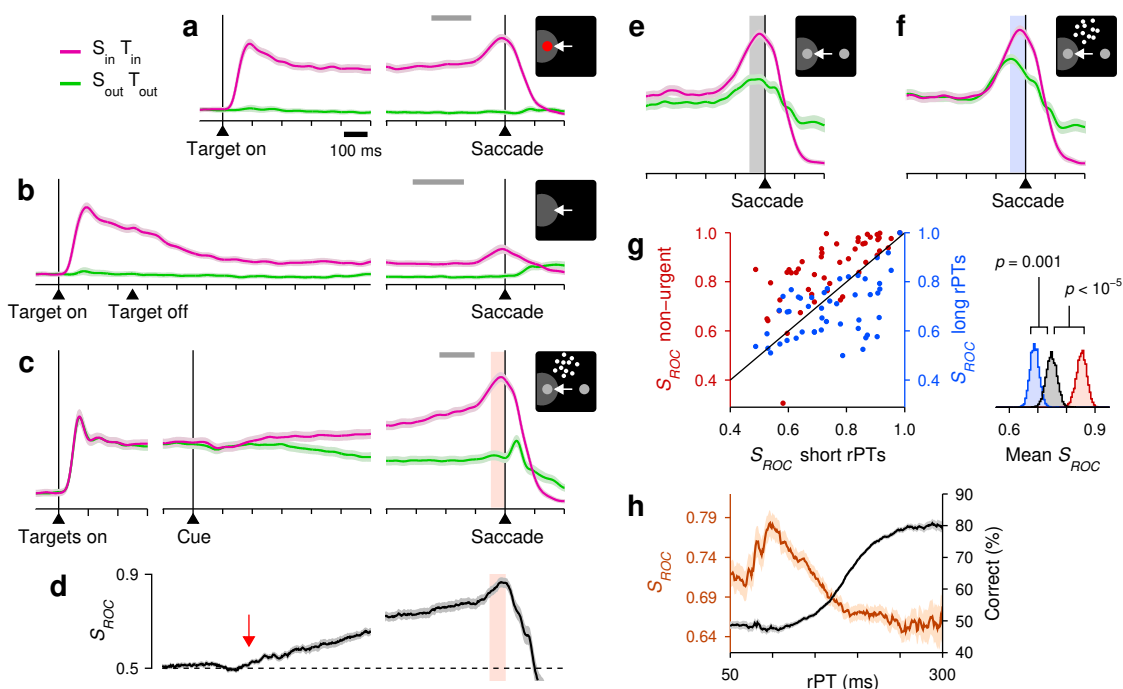 S_in T_in
S_out T_out
a
Target on
100 ms
Saccade
b
Target on
Target off
Saccade
c
Targets on
Cue
Saccade
d
S_ROC
0.9
0.5
e
Saccade
f
Saccade
g
S_ROC non-urgent
1.0
0.8
0.6
0.4
0.4
0.6
0.8
1.0
S_ROC short rPTs
1.0
0.8
0.6
0.4
S_ROC long rPTs
p = 0.001
p < 10⁻⁵
0.6
0.9
Mean S_ROC
h
S_ROC
0.79
0.74
0.69
0.64
50
300
rPT (ms)
90
80
70
60
50
40
Correct (%)